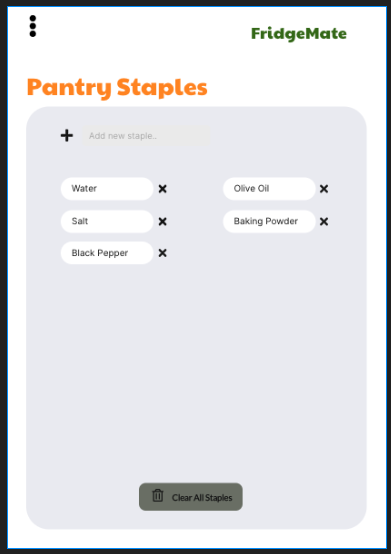 FridgeMate
Pantry Staples
Add new staple..
Water
Olive Oil
Salt
Baking Powder
Black Pepper
Clear All Staples